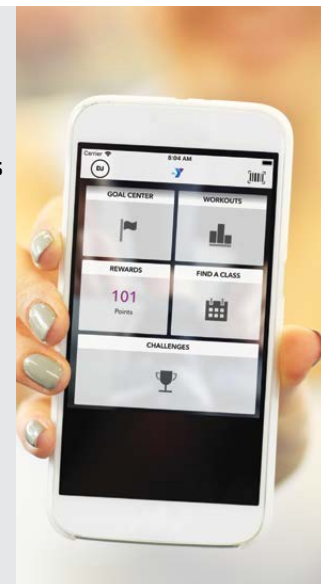 s
Carrier 8:04 AM
DJ
Y
GOAL CENTER WORKOUTS
REWARDS FIND A CLASS
101
Points
CHALLENGES